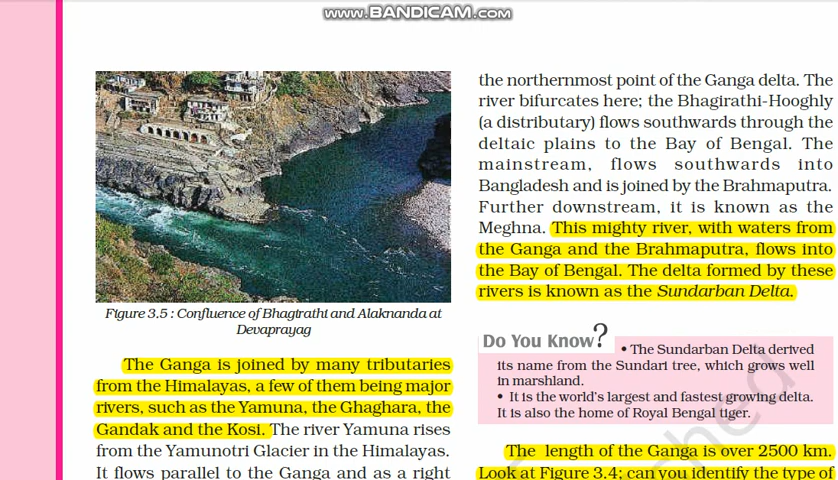 www.BANDICAM.com
Figure 3.5 : Confluence of Bhagirathi and Alaknanda at
Devaprayag
The Ganga is joined by many tributaries
from the Himalayas, a few of them being major
rivers, such as the Yamuna, the Ghaghara, the
Gandak and the Kosi. The river Yamuna rises
from the Yamunotri Glacier in the Himalayas.
It flows parallel to the Ganga and as a right
the northernmost point of the Ganga delta. The
river bifurcates here; the Bhagirathi-Hooghly
(a distributary) flows southwards through the
deltaic plains to the Bay of Bengal. The
mainstream, flows southwards into
Bangladesh and is joined by the Brahmaputra.
Further downstream, it is known as the
Meghna. This mighty river, with waters from
the Ganga and the Brahmaputra, flows into
the Bay of Bengal. The delta formed by these
rivers is known as the Sundarban Delta.
Do You Know?
• The Sundarban Delta derived
its name from the Sundari tree, which grows well
in marshland.
• It is the world's largest and fastest growing delta.
It is also the home of Royal Bengal tiger.
The length of the Ganga is over 2500 km.
Look at Figure 3.4; can you identify the type of